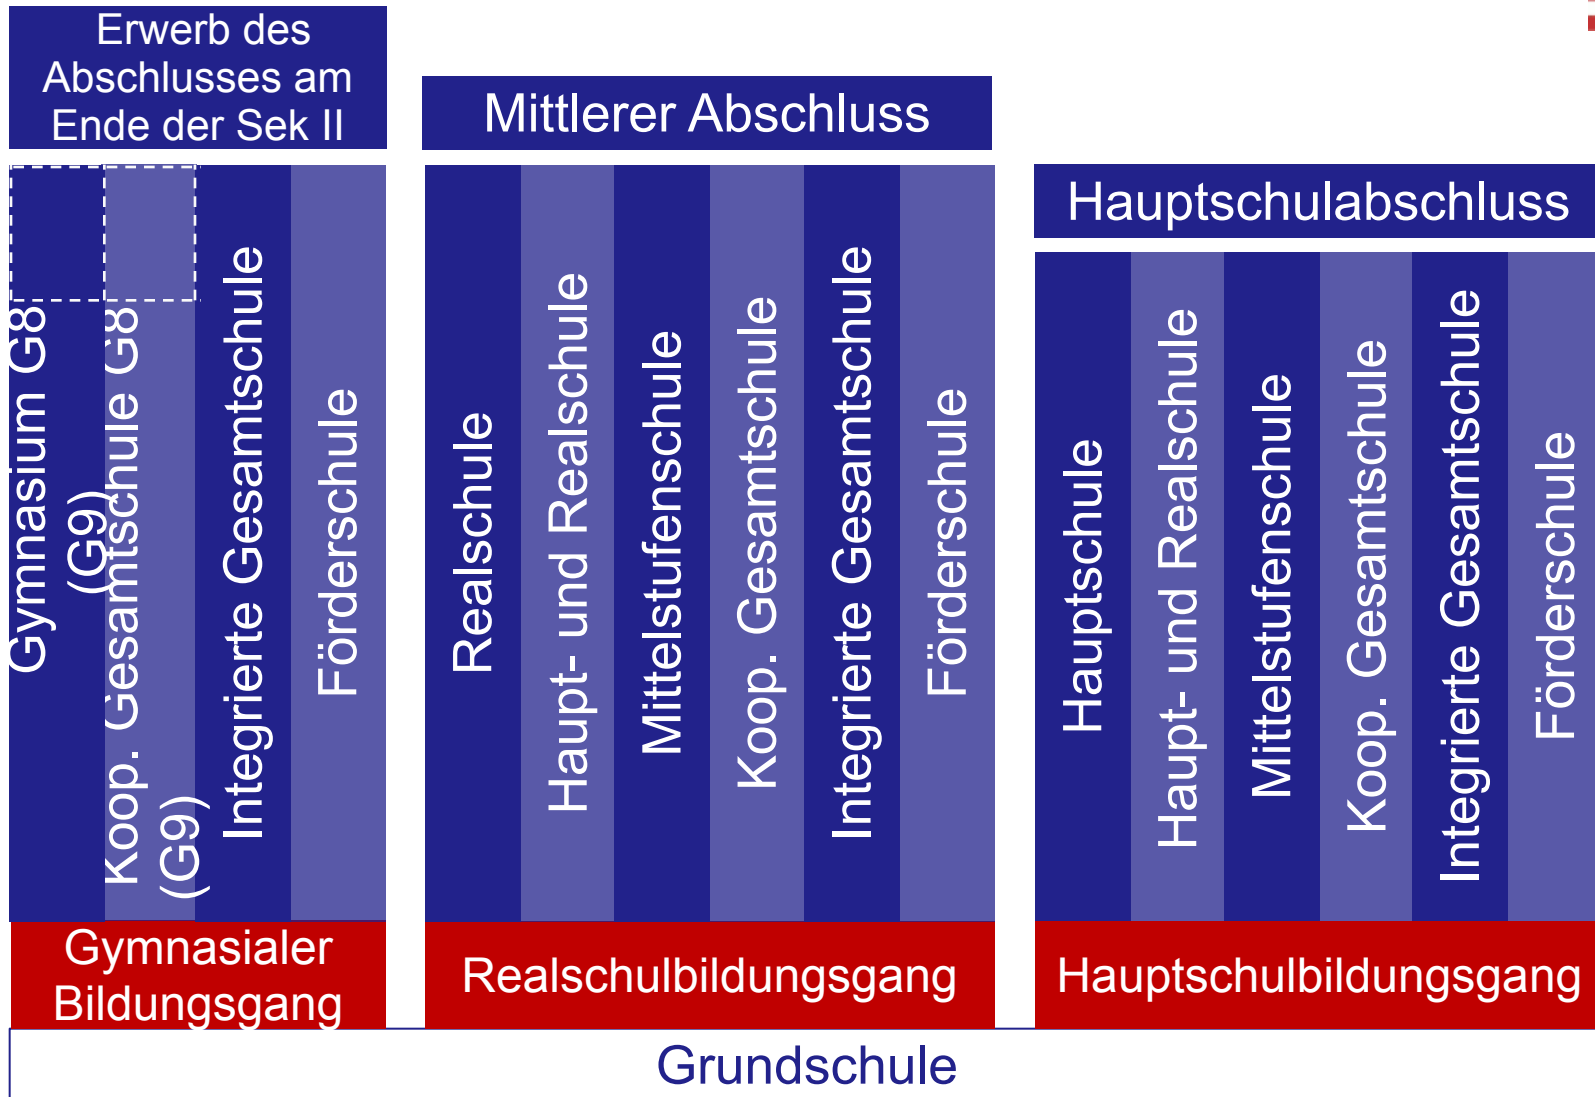 Erwerb des
Abschlusses am
Ende der Sek II
Mittlerer Abschluss
Hauptschulabschluss
Gymnasium G8
(G9)
Koop. Gesamtschule G8
(G9)
Integrierte Gesamtschule
Förderschule
Realschule
Haupt- und Realschule
Mittelstufenschule
Koop. Gesamtschule
Integrierte Gesamtschule
Förderschule
Hauptschule
Haupt- und Realschule
Mittelstufenschule
Koop. Gesamtschule
Integrierte Gesamtschule
Förderschule
Gymnasialer
Bildungsgang
Realschulbildungsgang
Hauptschulbildungsgang
Grundschule